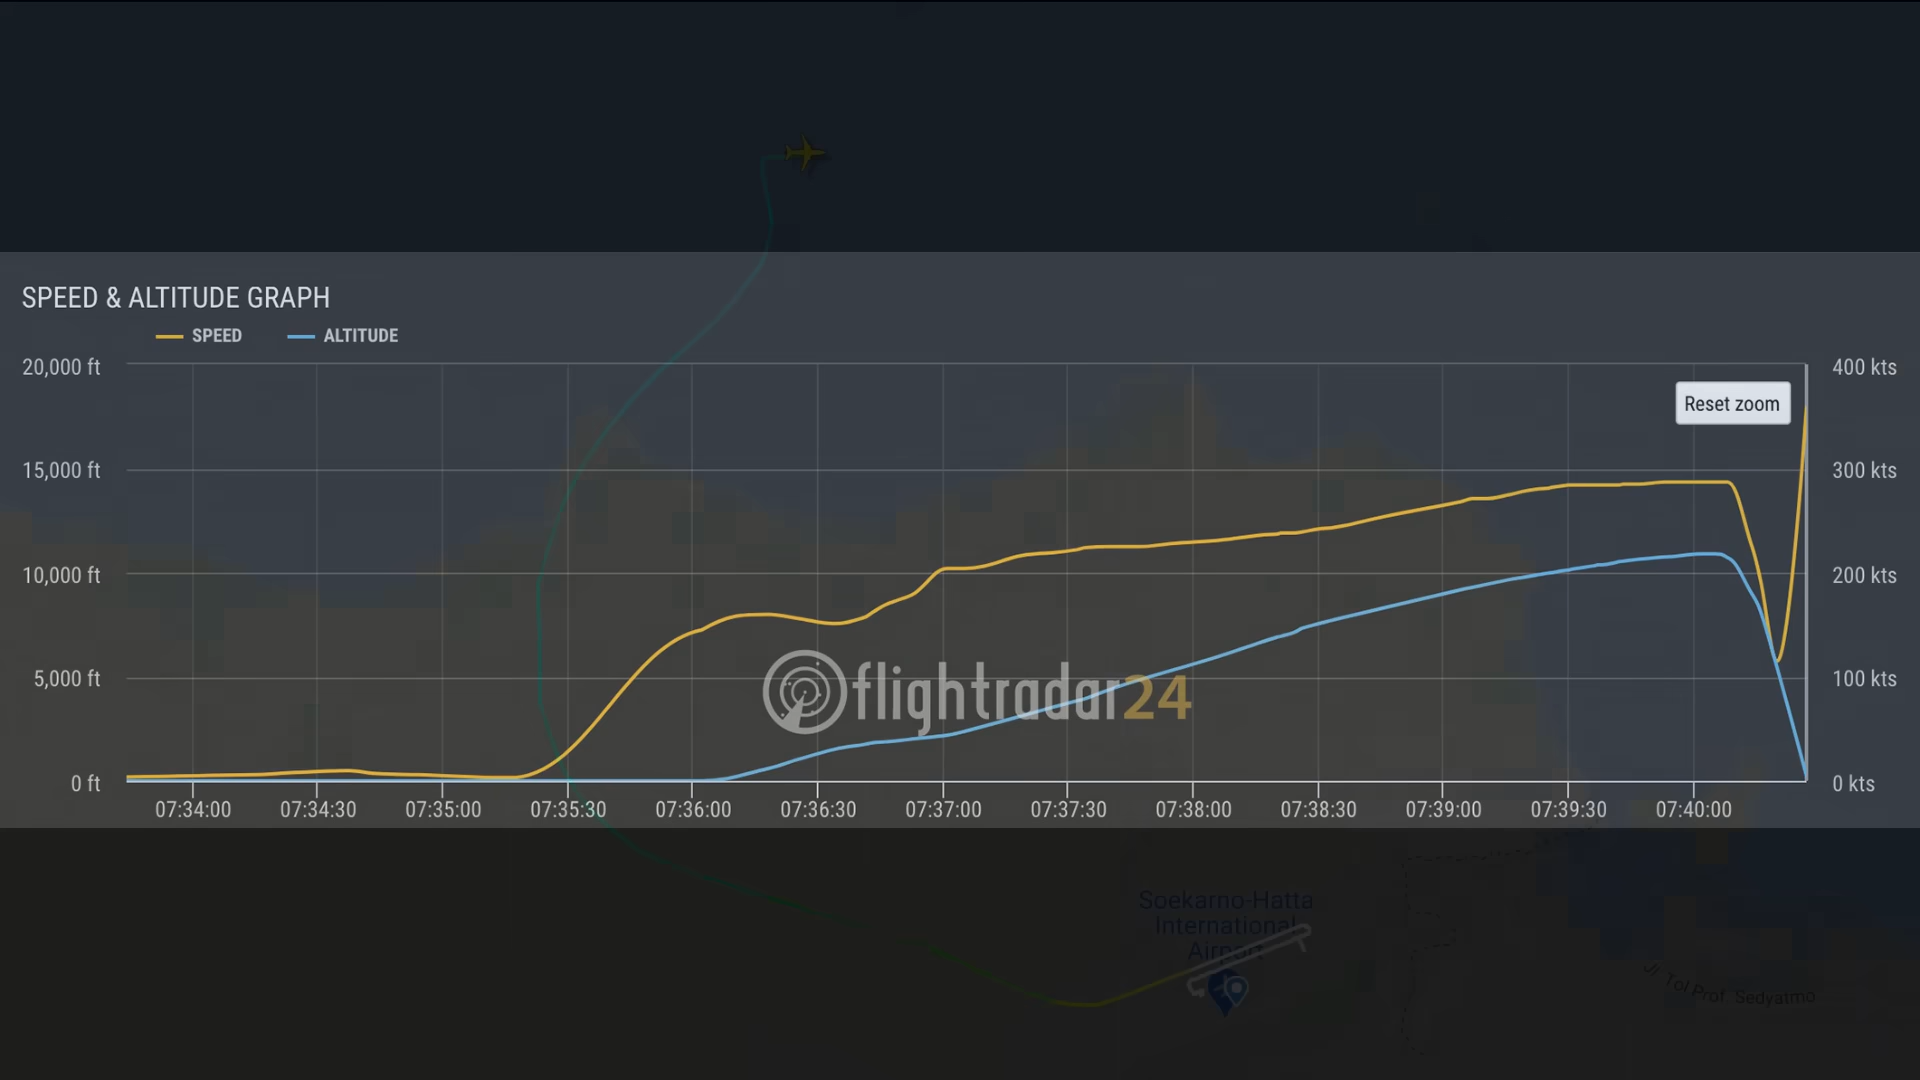 SPEED & ALTITUDE GRAPH
SPEED ALTITUDE
20,000 ft
400 kts
Reset zoom
15,000 ft
300 kts
10,000 ft
200 kts
5,000 ft
100 kts
flightradar24
0 ft
0 kts
07:34:00 07:34:30 07:35:00 07:35:30 07:36:00 07:36:30 07:37:00 07:37:30 07:38:00 07:38:30 07:39:00 07:39:30 07:40:00
Soekarno-Hatta
International
Airport
Jl. Tol Prof. Sedyatmo